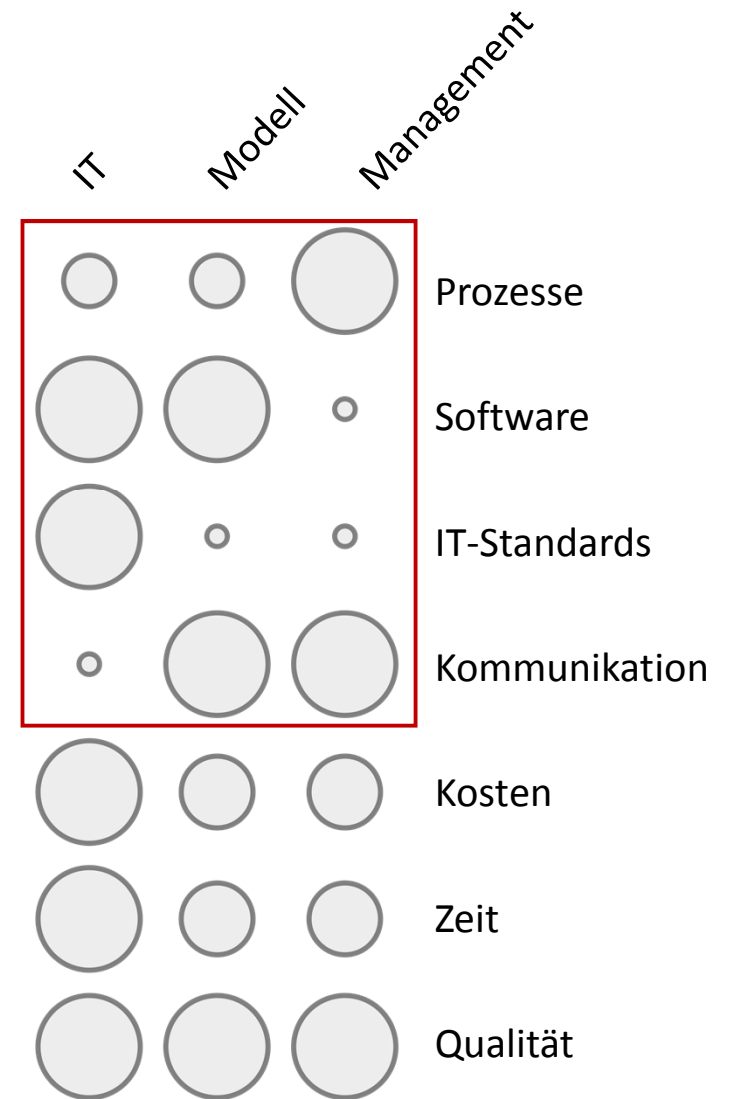 IT
Modell
Management
Prozesse
Software
IT-Standards
Kommunikation
Kosten
Zeit
Qualität